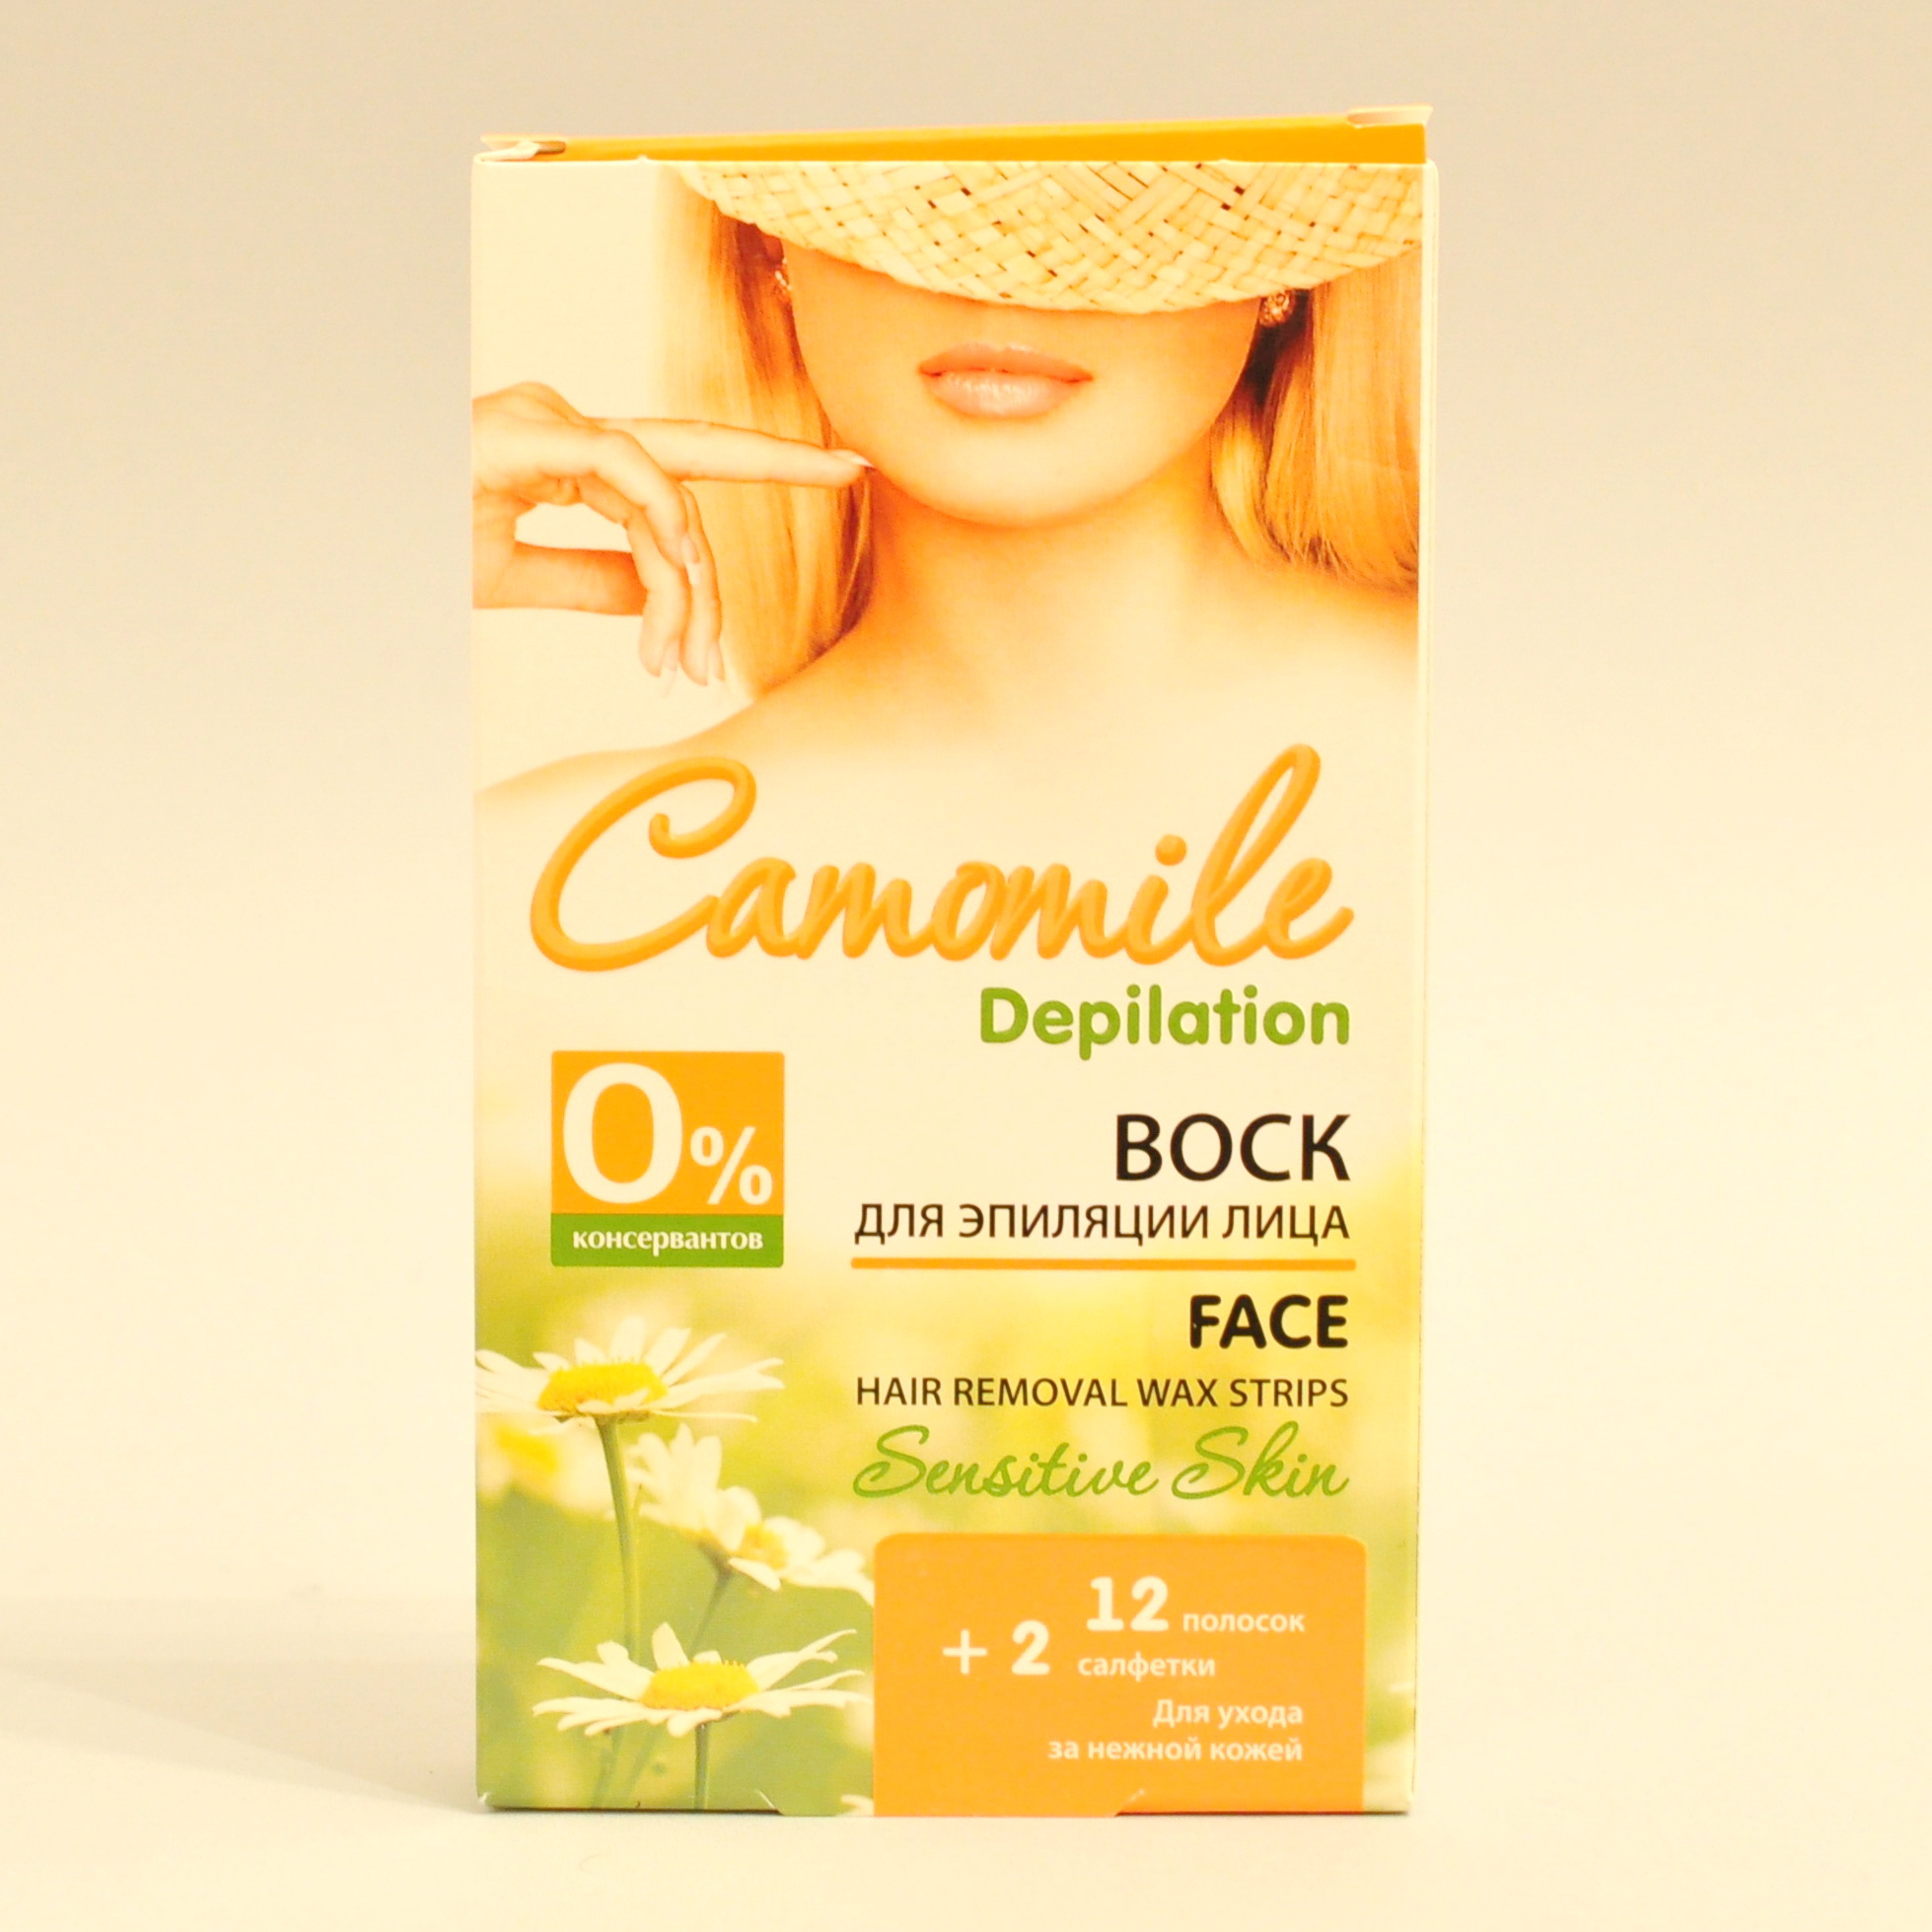 Camomile
Depilation
0%
консервантов
ВОСК
ДЛЯ ЭПИЛЯЦИИ ЛИЦА
FACE
HAIR REMOVAL WAX STRIPS
Sensitive Skin
12 полосок
+ 2 салфетки
Для ухода
за нежной кожей